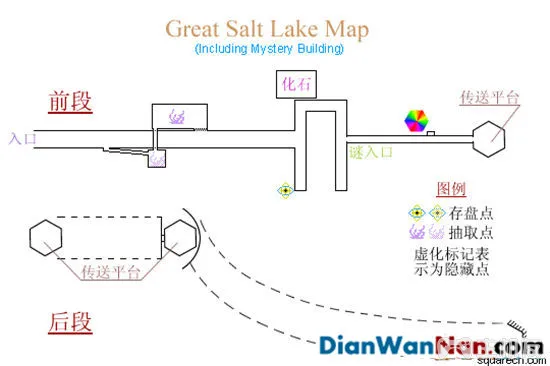 Great Salt Lake Map
(Including Mystery Building)
前段
化石
传送平台
入口
谜入口
图例
存盘点
抽取点
虚化标记表
示为隐藏点
传送平台
后段
DianWanNan.com
squaretech.com